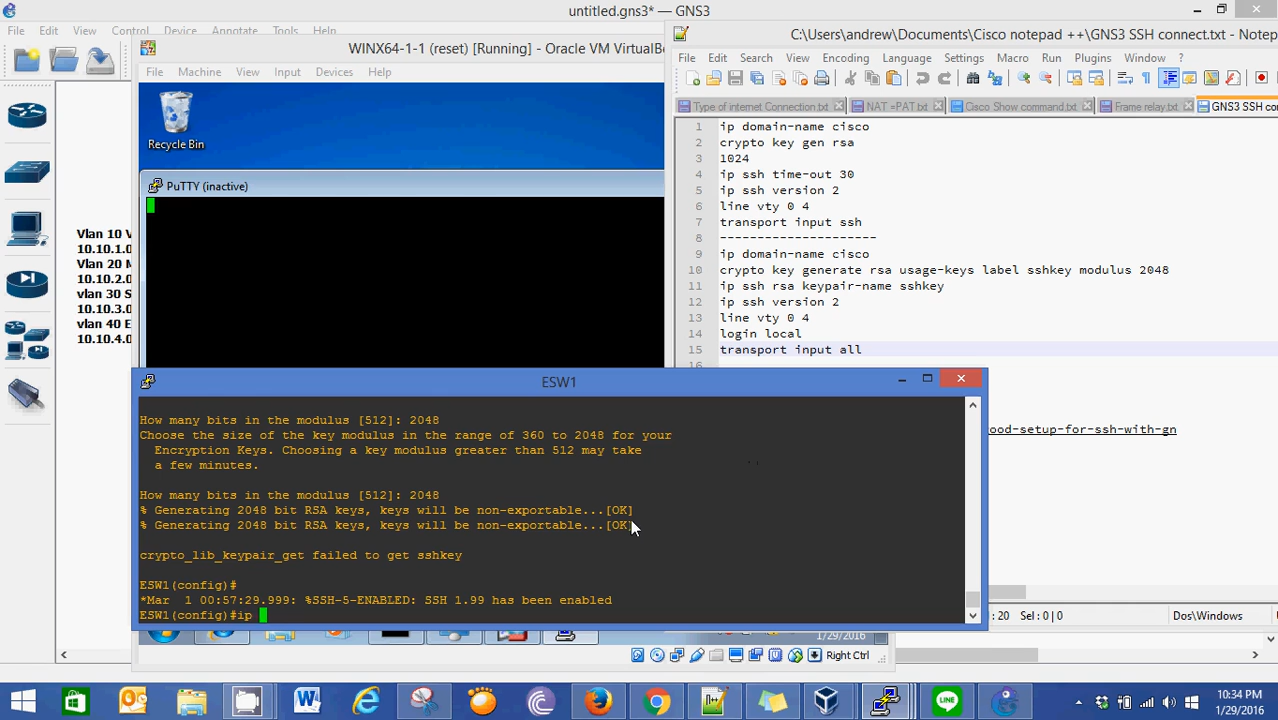 untitled.gns3* — GNS3
File Edit View Control Device Annotate Tools Help
WINX64-1-1 (reset) [Running] - Oracle VM VirtualBo
File Machine View Input Devices Help
Recycle Bin
PuTTY (inactive)
Vlan 10 V
10.10.1.0
Vlan 20 M
10.10.2.0
vlan 30 S
10.10.3.0
vlan 40 E
10.10.4.0
C:\Users\andrew\Documents\Cisco notepad ++\GNS3 SSH connect.txt - Notep
File Edit Search View Encoding Language Settings Macro Run Plugins Window ?
Type of internet Connection.txt NAT =PAT.txt Cisco Show command.txt Frame relay.txt GNS3 SSH co
1 ip domain-name cisco
2 crypto key gen rsa
3 1024
4 ip ssh time-out 30
5 ip ssh version 2
6 line vty 0 4
7 transport input ssh
8 ---------------------
9 ip domain-name cisco
10 crypto key generate rsa usage-keys label sshkey modulus 2048
11 ip ssh rsa keypair-name sshkey
12 ip ssh version 2
13 line vty 0 4
14 login local
15 transport input all
16
ood-setup-for-ssh-with-gn
: 20 Sel : 0 | 0 Dos\Windows
ESW1
How many bits in the modulus [512]: 2048
Choose the size of the key modulus in the range of 360 to 2048 for your
Encryption Keys. Choosing a key modulus greater than 512 may take
a few minutes.
How many bits in the modulus [512]: 2048
% Generating 2048 bit RSA keys, keys will be non-exportable...[OK]
% Generating 2048 bit RSA keys, keys will be non-exportable...[OK]
crypto_lib_keypair_get failed to get sshkey
ESW1(config)#
*Mar 1 00:57:29.999: %SSH-5-ENABLED: SSH 1.99 has been enabled
ESW1(config)#ip
1/29/2016
Right Ctrl
LINE
10:34 PM
1/29/2016